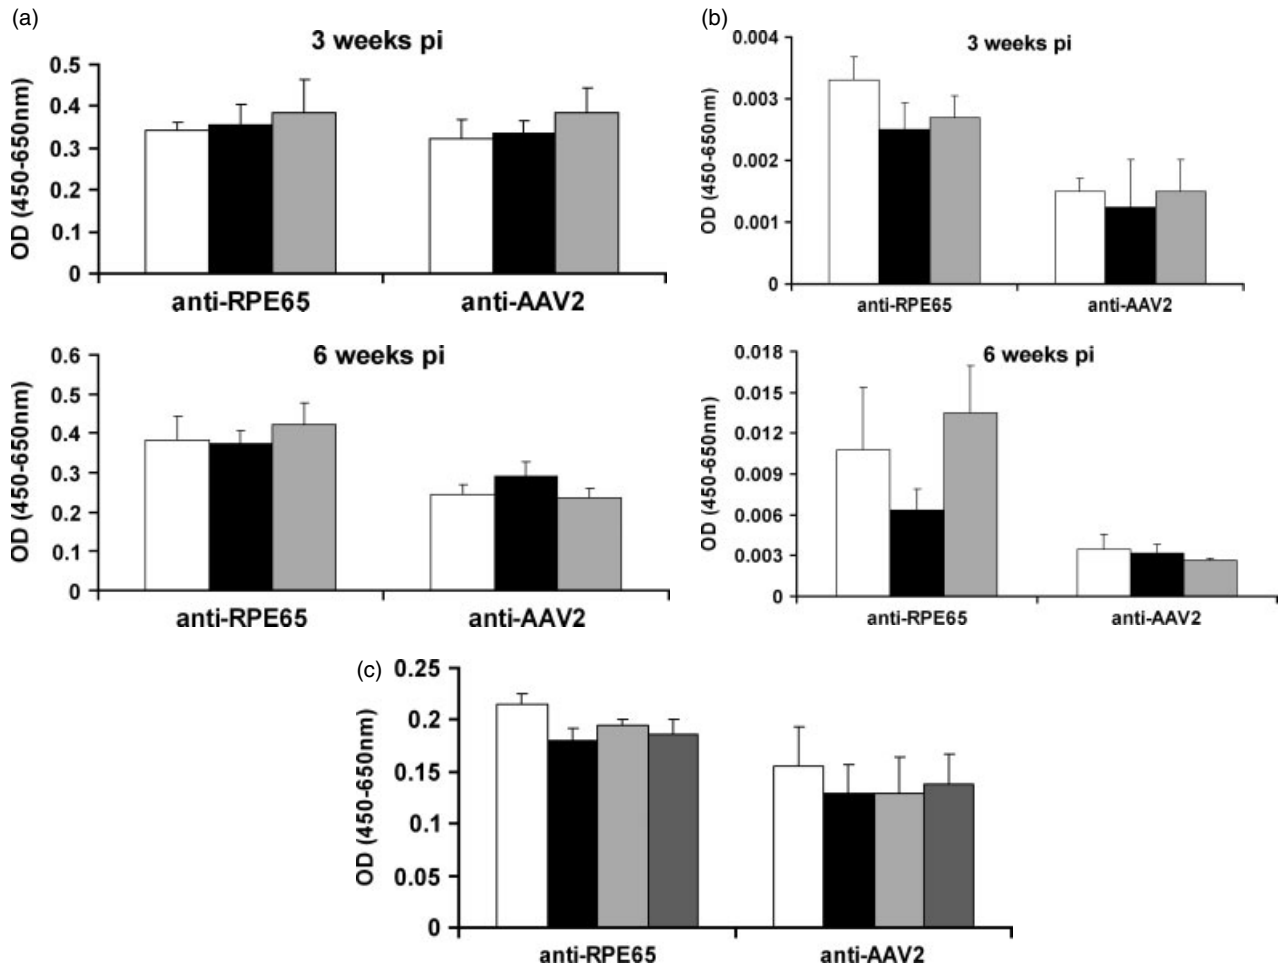 (a)
3 weeks pi
OD (450-650nm)
0.5
0.4
0.3
0.2
0.1
0
anti-RPE65
anti-AAV2
6 weeks pi
OD (450-650nm)
0.6
0.5
0.4
0.3
0.2
0.1
0
anti-RPE65
anti-AAV2
(b)
3 weeks pi
OD (450-650nm)
0.004
0.003
0.002
0.001
0
anti-RPE65
anti-AAV2
6 weeks pi
OD (450-650nm)
0.018
0.015
0.012
0.009
0.006
0.003
0
anti-RPE65
anti-AAV2
(c)
OD (450-650nm)
0.25
0.2
0.15
0.1
0.05
0
anti-RPE65
anti-AAV2